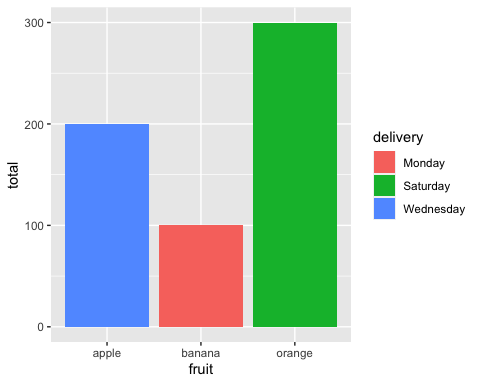 total
300
200
100
0
apple banana orange
fruit
delivery
Monday
Saturday
Wednesday